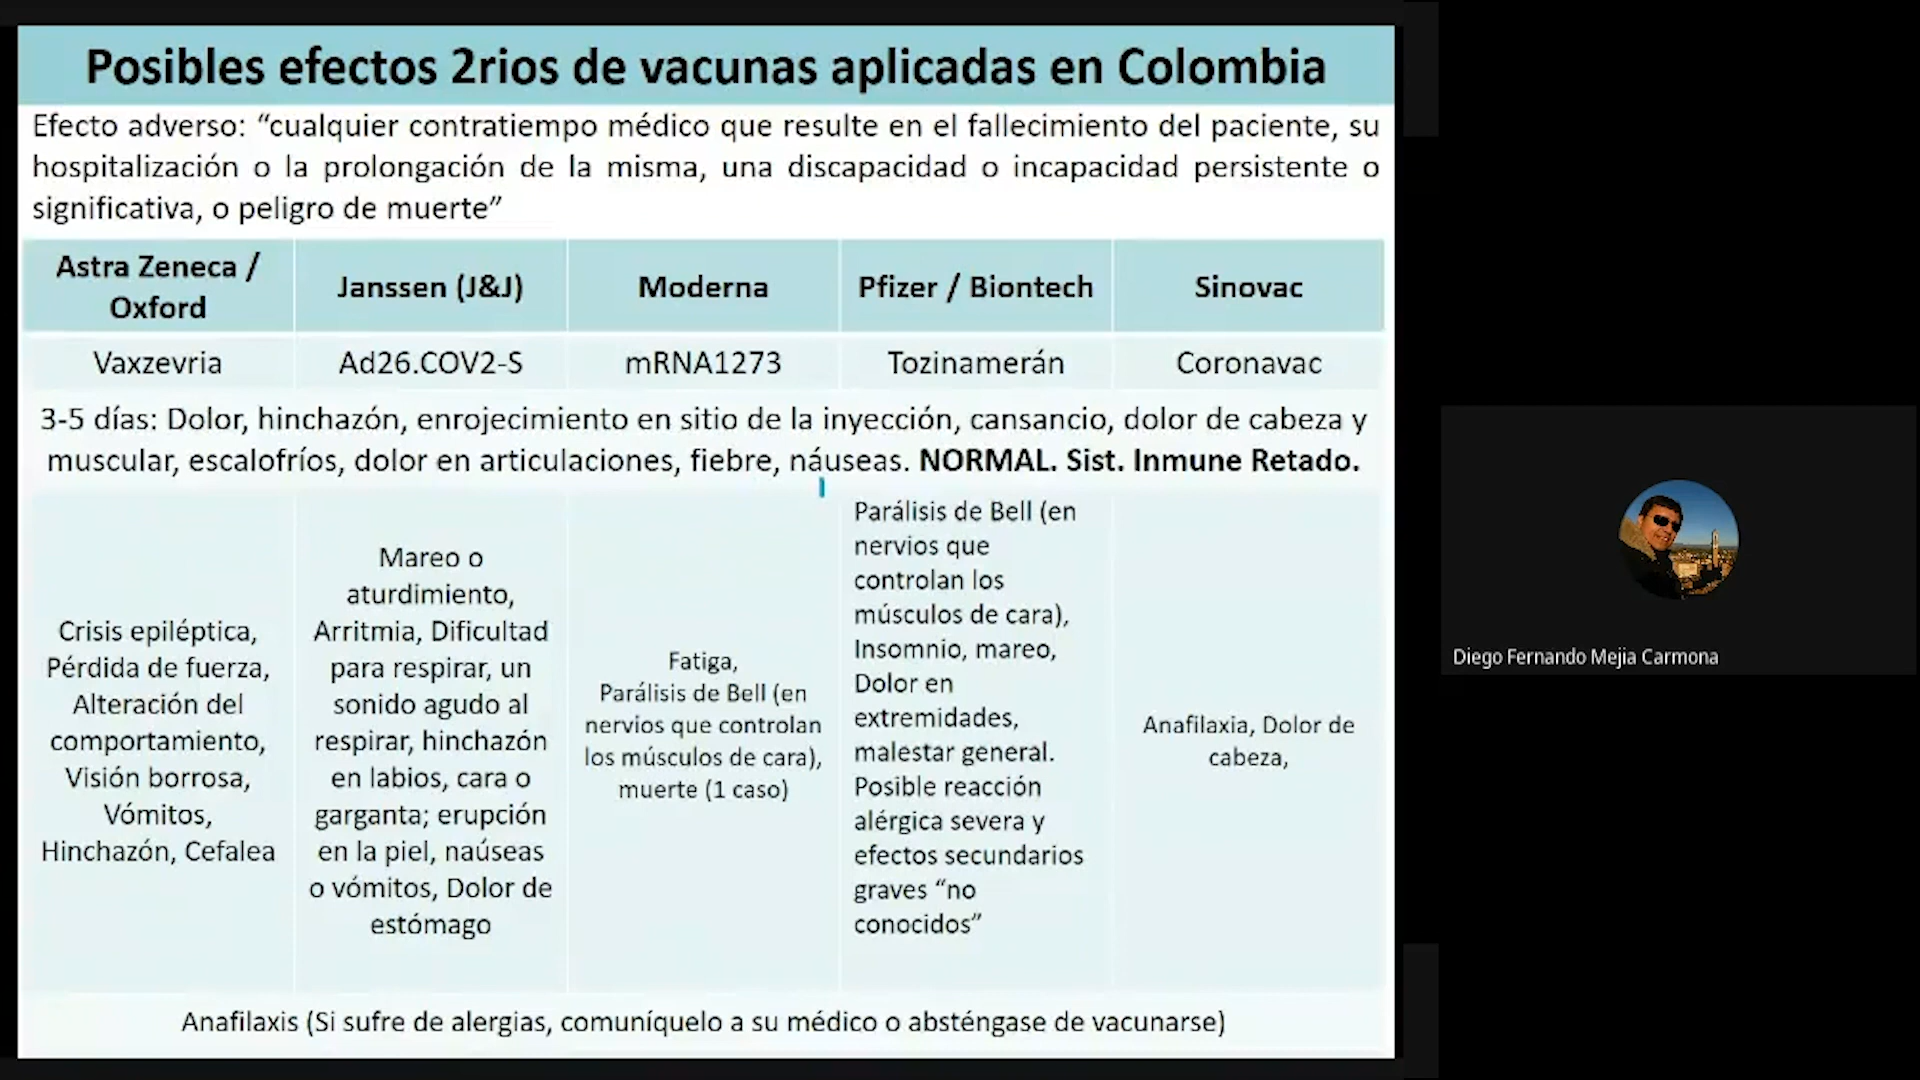 Posibles efectos 2rios de vacunas aplicadas en Colombia
Efecto adverso: “cualquier contratiempo médico que resulte en el fallecimiento del paciente, su
hospitalización o la prolongación de la misma, una discapacidad o incapacidad persistente o
significativa, o peligro de muerte”
Astra Zeneca /
Oxford
Janssen (J&J)
Moderna
Pfizer / Biontech
Sinovac
Vaxzevria
Ad26.COV2-S
mRNA1273
Tozinamerán
Coronavac
3-5 días: Dolor, hinchazón, enrojecimiento en sitio de la inyección, cansancio, dolor de cabeza y
muscular, escalofríos, dolor en articulaciones, fiebre, náuseas. NORMAL. Sist. Inmune Retado.
Crisis epiléptica,
Pérdida de fuerza,
Alteración del
comportamiento,
Visión borrosa,
Vómitos,
Hinchazón, Cefalea
Mareo o
aturdimiento,
Arritmia, Dificultad
para respirar, un
sonido agudo al
respirar, hinchazón
en labios, cara o
garganta; erupción
en la piel, naúseas
o vómitos, Dolor de
estómago
Fatiga,
Parálisis de Bell (en
nervios que controlan
los músculos de cara),
muerte (1 caso)
Parálisis de Bell (en
nervios que
controlan los
músculos de cara),
Insomnio, mareo,
Dolor en
extremidades,
malestar general.
Posible reacción
alérgica severa y
efectos secundarios
graves “no
conocidos”
Anafilaxia, Dolor de
cabeza,
Anafilaxis (Si sufre de alergias, comuníquelo a su médico o absténgase de vacunarse)
Diego Fernando Mejia Carmona